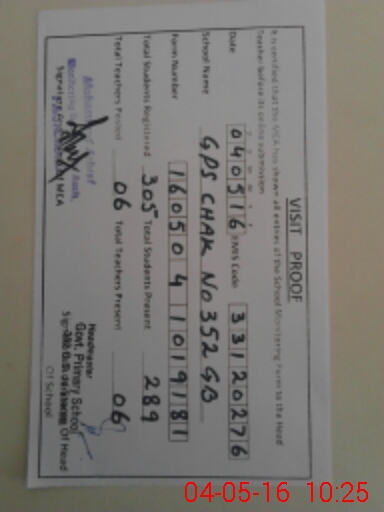 VISIT PROOF
It is certified that the MEA has shown all entries of the School Monitoring Form to the Head
Teacher before its online submission
Date 040516 EMIS Code 33120276
School Name GPS CHAK NO 352 GB
Form Number 1605041019181
Total Students Registered 305 Total Students Present 289
Total Teachers Posted 06 Total Teachers Present 06
Headmaster
Govt. Primary School
Of Head
Of School
MEA
04-05-16 10:25